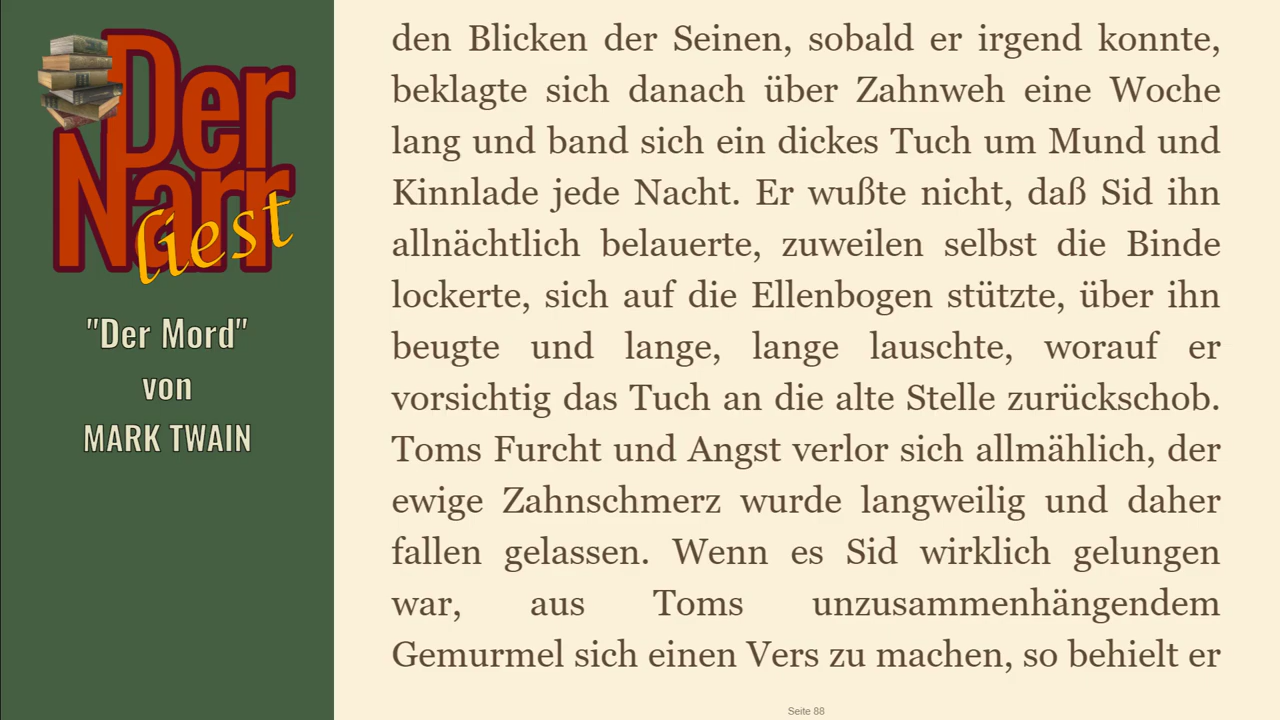 Der
Narr
liest
"Der Mord"
von
MARK TWAIN
den Blicken der Seinen, sobald er irgend konnte,
beklagte sich danach über Zahnweh eine Woche
lang und band sich ein dickes Tuch um Mund und
Kinnlade jede Nacht. Er wußte nicht, daß Sid ihn
allnächtlich belauerte, zuweilen selbst die Binde
lockerte, sich auf die Ellenbogen stützte, über ihn
beugte und lange, lange lauschte, worauf er
vorsichtig das Tuch an die alte Stelle zurückschob.
Toms Furcht und Angst verlor sich allmählich, der
ewige Zahnschmerz wurde langweilig und daher
fallen gelassen. Wenn es Sid wirklich gelungen
war, aus Toms unzusammenhängendem
Gemurmel sich einen Vers zu machen, so behielt er
Seite 88